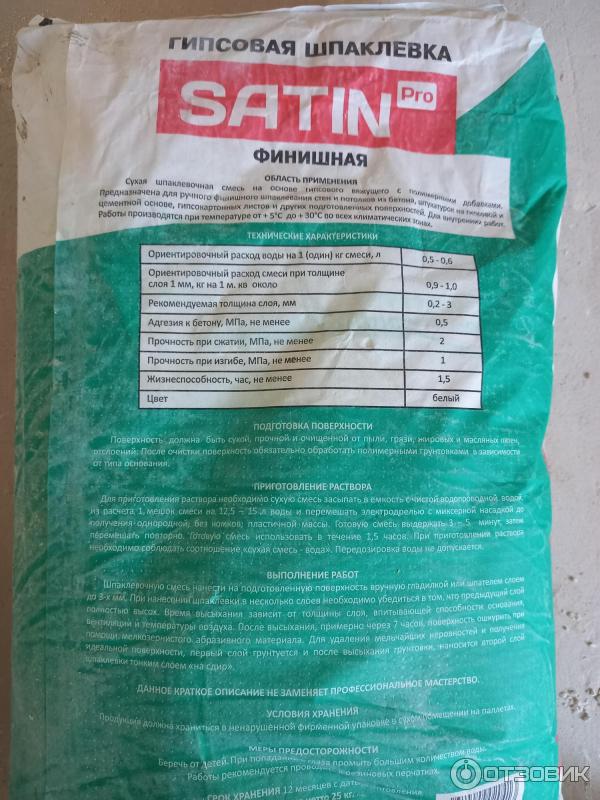 ГИПСОВАЯ ШПАКЛЕВКА
SATIN Pro
ФИНИШНАЯ
ОБЛАСТЬ ПРИМЕНЕНИЯ
Сухая шпаклевочная смесь на основе гипсового вяжущего с полимерными добавками.
Предназначена для ручного финишного шпаклевания стен и потолков из бетона, штукатурок на гипсовой и
цементной основе, гипсокартонных листов и других подготовленных поверхностей. Для внутренних работ.
Работы производятся при температуре от + 5°С до + 30°С во всех климатических зонах.
ТЕХНИЧЕСКИЕ ХАРАКТЕРИСТИКИ
Ориентировочный расход воды на 1 (один) кг смеси, л 0,5 - 0,6
Ориентировочный расход смеси при толщине
слоя 1 мм, кг на 1 м. кв около 0,9 - 1,0
Рекомендуемая толщина слоя, мм 0,2 - 3
Адгезия к бетону, МПа, не менее 0,5
Прочность при сжатии, МПа, не менее 2
Прочность при изгибе, МПа, не менее 1
Жизнеспособность, час, не менее 1,5
Цвет белый
ПОДГОТОВКА ПОВЕРХНОСТИ
Поверхность должна быть сухой, прочной и очищенной от пыли, грязи, жировых и масляных пятен,
отслоений. После очистки поверхность обязательно обработать полимерными грунтовками в зависимости
от типа основания.
ПРИГОТОВЛЕНИЕ РАСТВОРА
Для приготовления раствора необходимо сухую смесь засыпать в емкость с чистой водопроводной водой
из расчета 1 мешок смеси на 12,5 – 15 л воды и перемешать электродрелью с миксерной насадкой до
получения однородной, без комков, пластичной массы. Готовую смесь выдержать 3 – 5 минут, затем
перемешать повторно. Готовую смесь использовать в течение 1,5 часов. При приготовлении раствора
необходимо соблюдать соотношение «сухая смесь - вода». Передозировка воды не допускается.
ВЫПОЛНЕНИЕ РАБОТ
Шпаклевочную смесь нанести на подготовленную поверхность вручную гладилкой или шпателем слоем
до 3-х мм. При нанесении шпаклевки в несколько слоев необходимо убедиться в том, что предыдущий слой
полностью высох. Время высыхания зависит от толщины слоя, впитывающей способности основания,
вентиляции и температуры воздуха. После высыхания, примерно через 7 часов, поверхность ошкурить при
помощи мелкозернистого абразивного материала. Для удаления мельчайших неровностей и получения
идеальной поверхности, первый слой грунтуется и после высыхания грунтовки, наносится второй слой
шпаклевки тонким слоем «на сдир».
ДАННОЕ КРАТКОЕ ОПИСАНИЕ НЕ ЗАМЕНЯЕТ ПРОФЕССИОНАЛЬНОЕ МАСТЕРСТВО.
УСЛОВИЯ ХРАНЕНИЯ
Продукция должна храниться в ненарушенной фирменной упаковке в сухом помещении на паллетах.
МЕРЫ ПРЕДОСТОРОЖНОСТИ
Беречь от детей. При попадании в глаза промыть большим количеством воды.
Работы рекомендуется проводить в резиновых перчатках.
СРОК ХРАНЕНИЯ 12 месяцев с даты изготовления
нетто 25 кг.
ОТЗОВИК